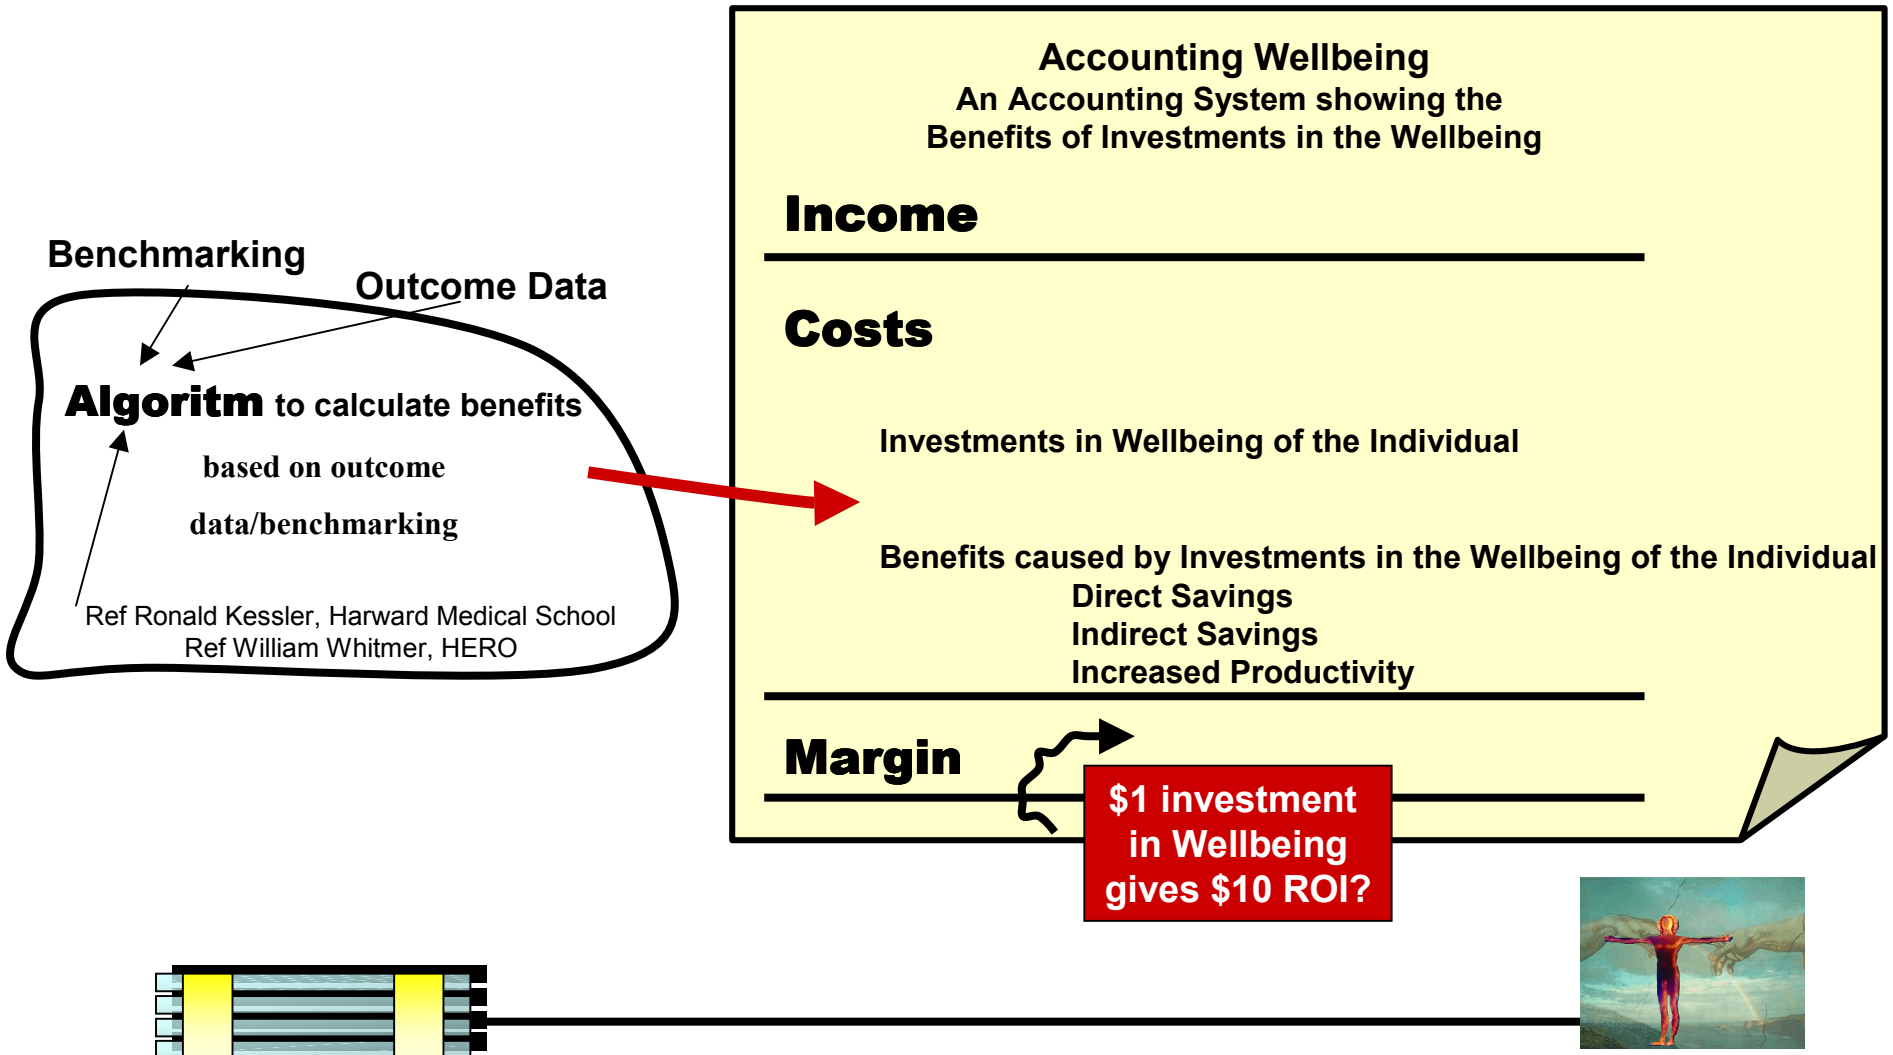 Benchmarking
Outcome Data
Algoritm to calculate benefits
based on outcome
data/benchmarking
Ref Ronald Kessler, Harward Medical School
Ref William Whitmer, HERO
Accounting Wellbeing
An Accounting System showing the
Benefits of Investments in the Wellbeing
Income
Costs
Investments in Wellbeing of the Individual
Benefits caused by Investments in the Wellbeing of the Individual
Direct Savings
Indirect Savings
Increased Productivity
Margin
$1 investment
in Wellbeing
gives $10 ROI?